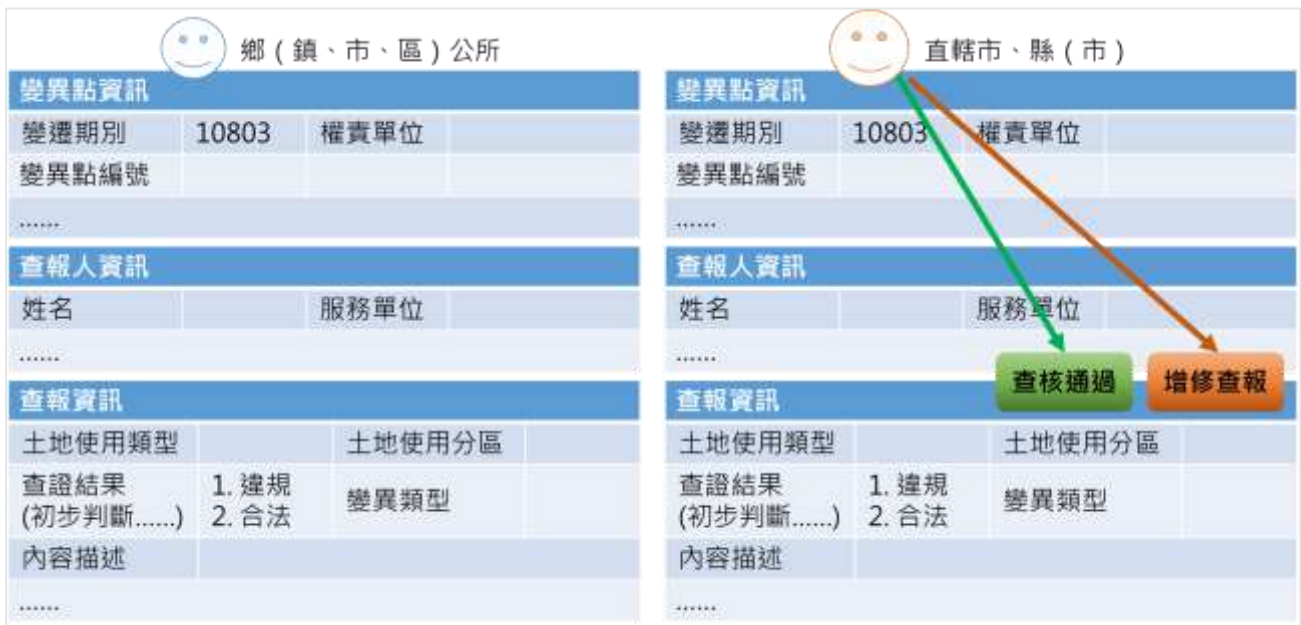 鄉(鎮、市、區)公所
變異點資訊
變遷期別 10803 權責單位
變異點編號
......
查報人資訊
姓名 服務單位
......
查報資訊
土地使用類型 土地使用分區
查證結果 1. 違規 變異類型
(初步判斷......) 2. 合法
內容描述
......
直轄市、縣(市)
變異點資訊
變遷期別 10803 權責單位
變異點編號
......
查報人資訊
姓名 服務單位
......
查核通過 增修查報
查報資訊
土地使用類型 土地使用分區
查證結果 1. 違規 變異類型
(初步判斷......) 2. 合法
內容描述
......